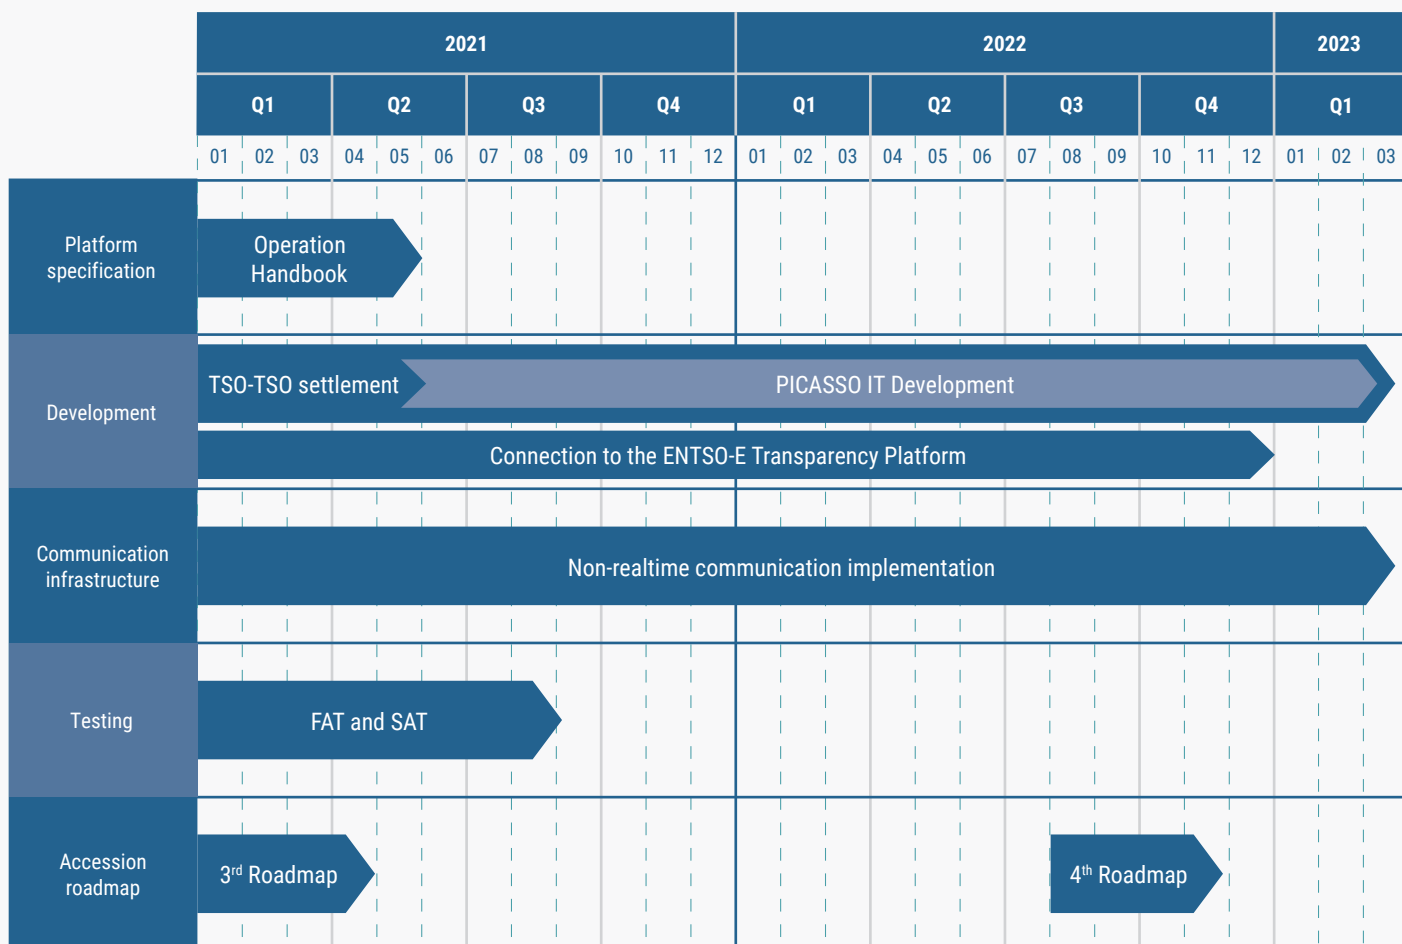 2021 2022 2023
Q1 Q2 Q3 Q4 Q1 Q2 Q3 Q4 Q1
01 02 03 04 05 06 07 08 09 10 11 12 01 02 03 04 05 06 07 08 09 10 11 12 01 02 03
Platform
specification
Operation
Handbook
Development
TSO-TSO settlement
PICASSO IT Development
Connection to the ENTSO-E Transparency Platform
Communication
infrastructure
Non-realtime communication implementation
Testing
FAT and SAT
Accession
roadmap
3rd Roadmap
4th Roadmap